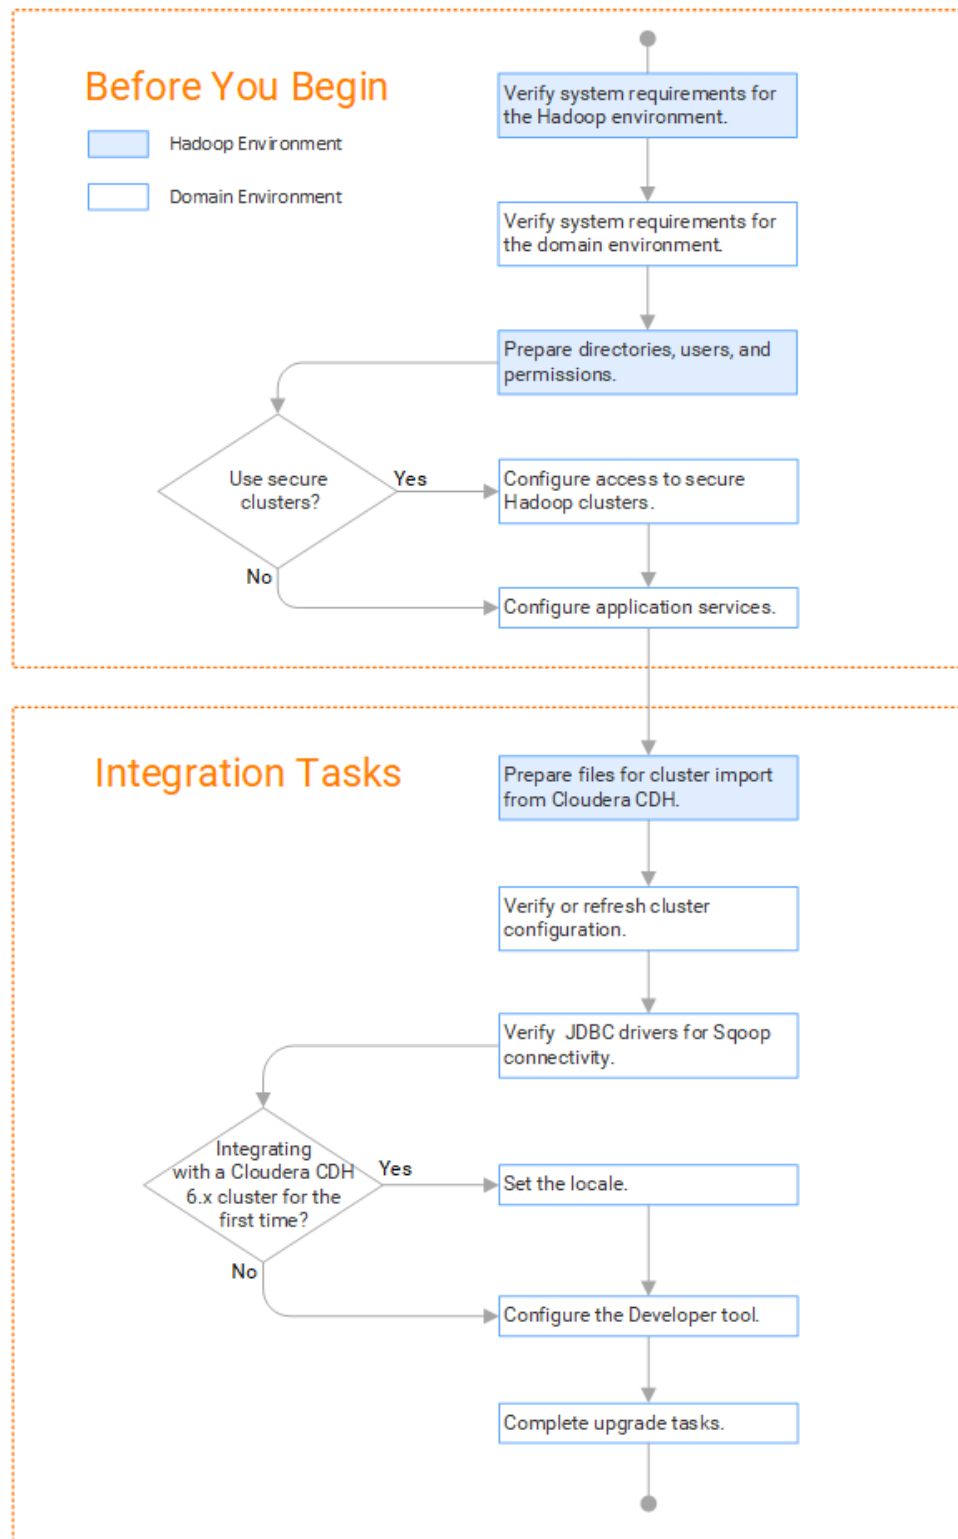 Before You Begin
Hadoop Environment
Domain Environment
Verify system requirements for
the Hadoop environment.
Verify system requirements for
the domain environment.
Prepare directories, users, and
permissions.
Use secure
clusters?
Yes
No
Configure access to secure
Hadoop clusters.
Configure application services.
Integration Tasks
Prepare files for cluster import
from Cloudera CDH.
Verify or refresh cluster
configuration.
Verify JDBC drivers for Sqoop
connectivity.
Integrating
with a Cloudera CDH
6.x cluster for the
first time?
Yes
No
Set the locale.
Configure the Developer tool.
Complete upgrade tasks.